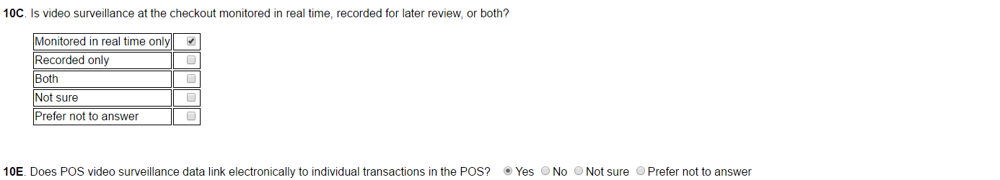 10C. Is video surveillance at the checkout monitored in real time, recorded for later review, or both?
Monitored in real time only
Recorded only
Both
Not sure
Prefer not to answer
10E. Does POS video surveillance data link electronically to individual transactions in the POS? Yes No Not sure Prefer not to answer